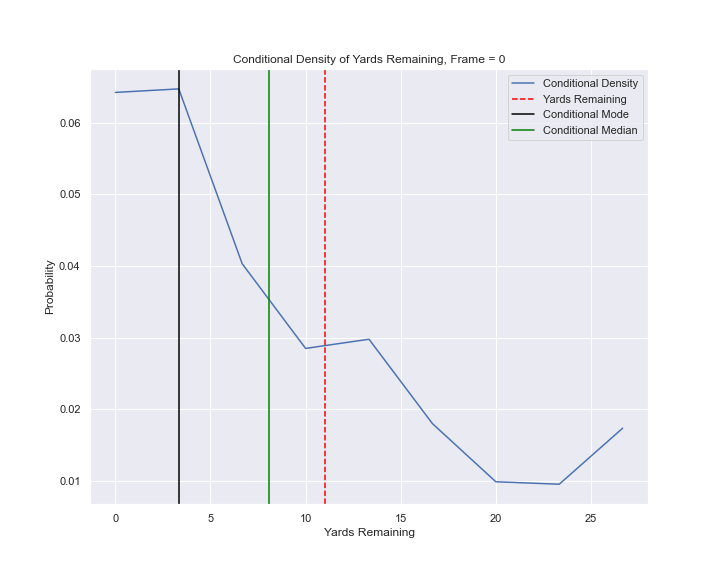 Conditional Density of Yards Remaining, Frame = 0
Conditional Density
Yards Remaining
Conditional Mode
Conditional Median
Probability
0.06
0.05
0.04
0.03
0.02
0.01
0 5 10 15 20 25
Yards Remaining